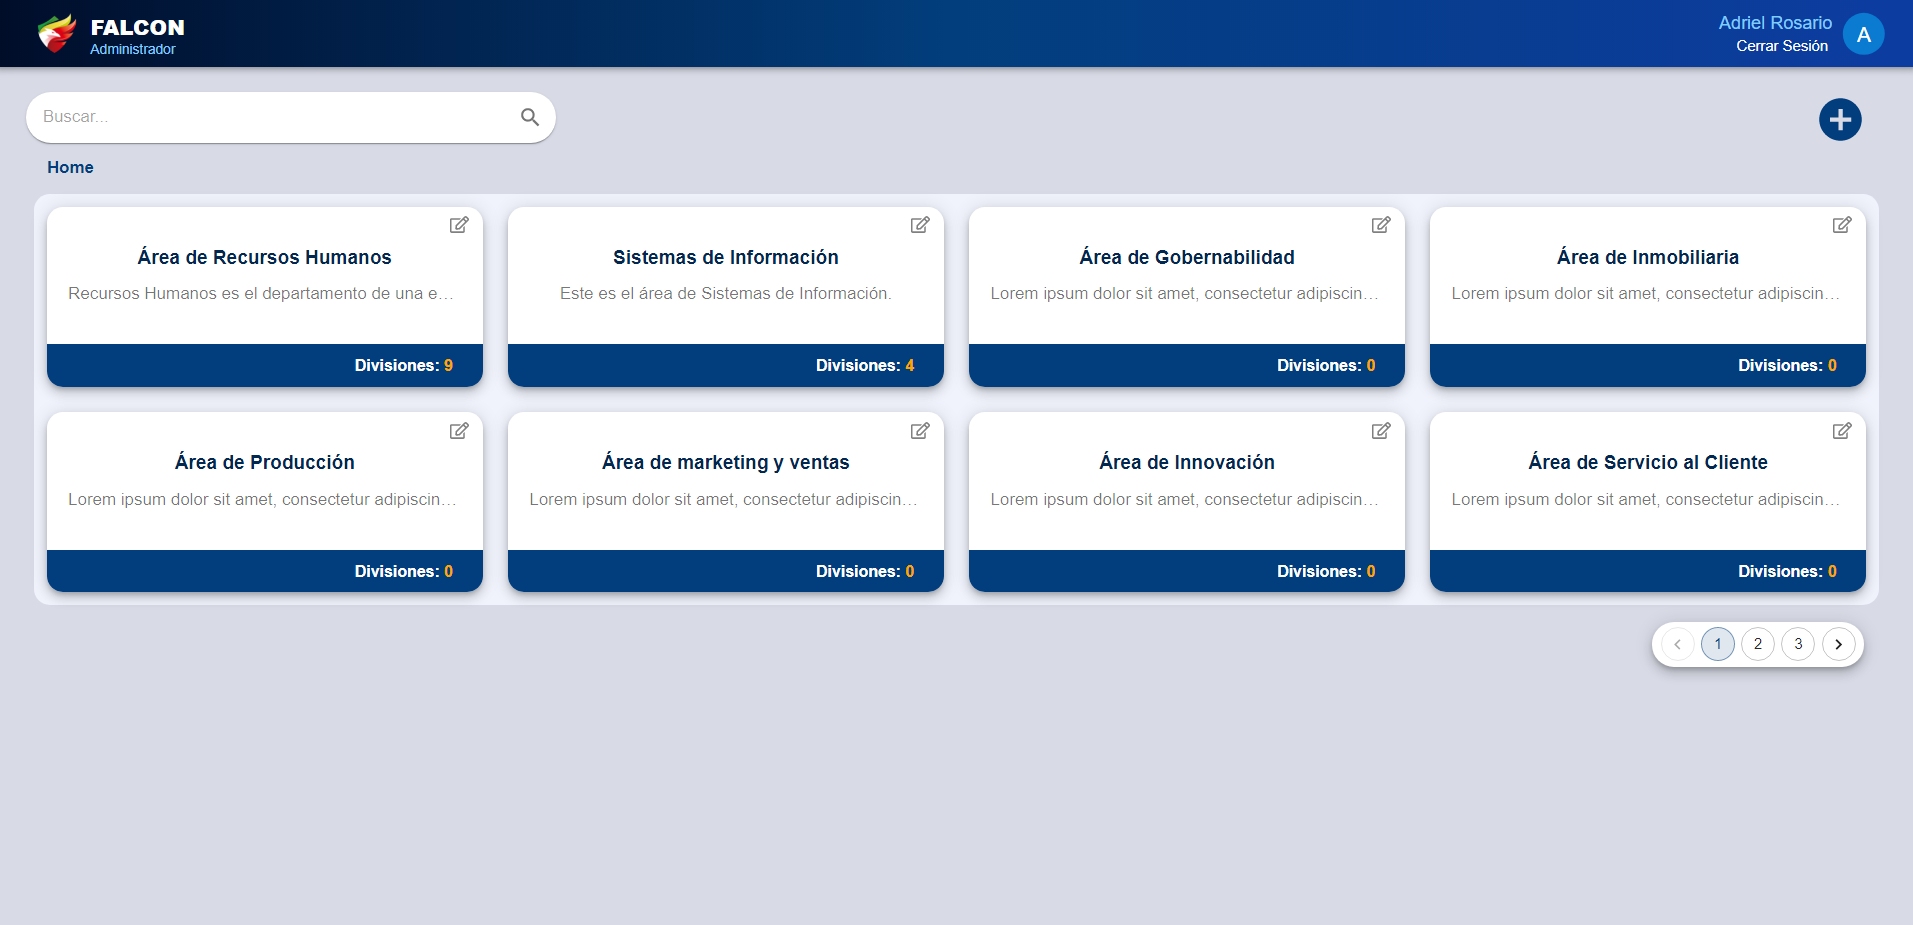 FALCON
Administrador
Adriel Rosario
Cerrar Sesión
A
Buscar...
Home
Área de Recursos Humanos
Recursos Humanos es el departamento de una e...
Divisiones: 9
Sistemas de Información
Este es el área de Sistemas de Información.
Divisiones: 4
Área de Gobernabilidad
Lorem ipsum dolor sit amet, consectetur adipiscin...
Divisiones: 0
Área de Inmobiliaria
Lorem ipsum dolor sit amet, consectetur adipiscin...
Divisiones: 0
Área de Producción
Lorem ipsum dolor sit amet, consectetur adipiscin...
Divisiones: 0
Área de marketing y ventas
Lorem ipsum dolor sit amet, consectetur adipiscin...
Divisiones: 0
Área de Innovación
Lorem ipsum dolor sit amet, consectetur adipiscin...
Divisiones: 0
Área de Servicio al Cliente
Lorem ipsum dolor sit amet, consectetur adipiscin...
Divisiones: 0
1 2 3